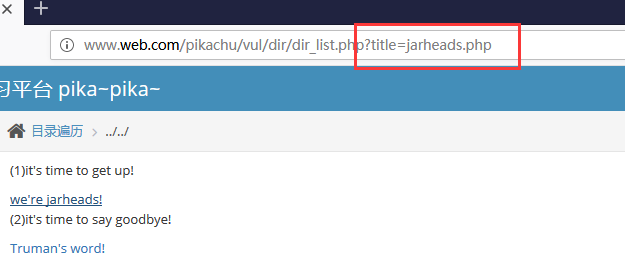 www.web.com/pikachu/vul/dir/dir_list.php?title=jarheads.php
习平台 pika~pika~
目录遍历 > ../../
(1)it's time to get up!
we're jarheads!
(2)it's time to say goodbye!
Truman's word!